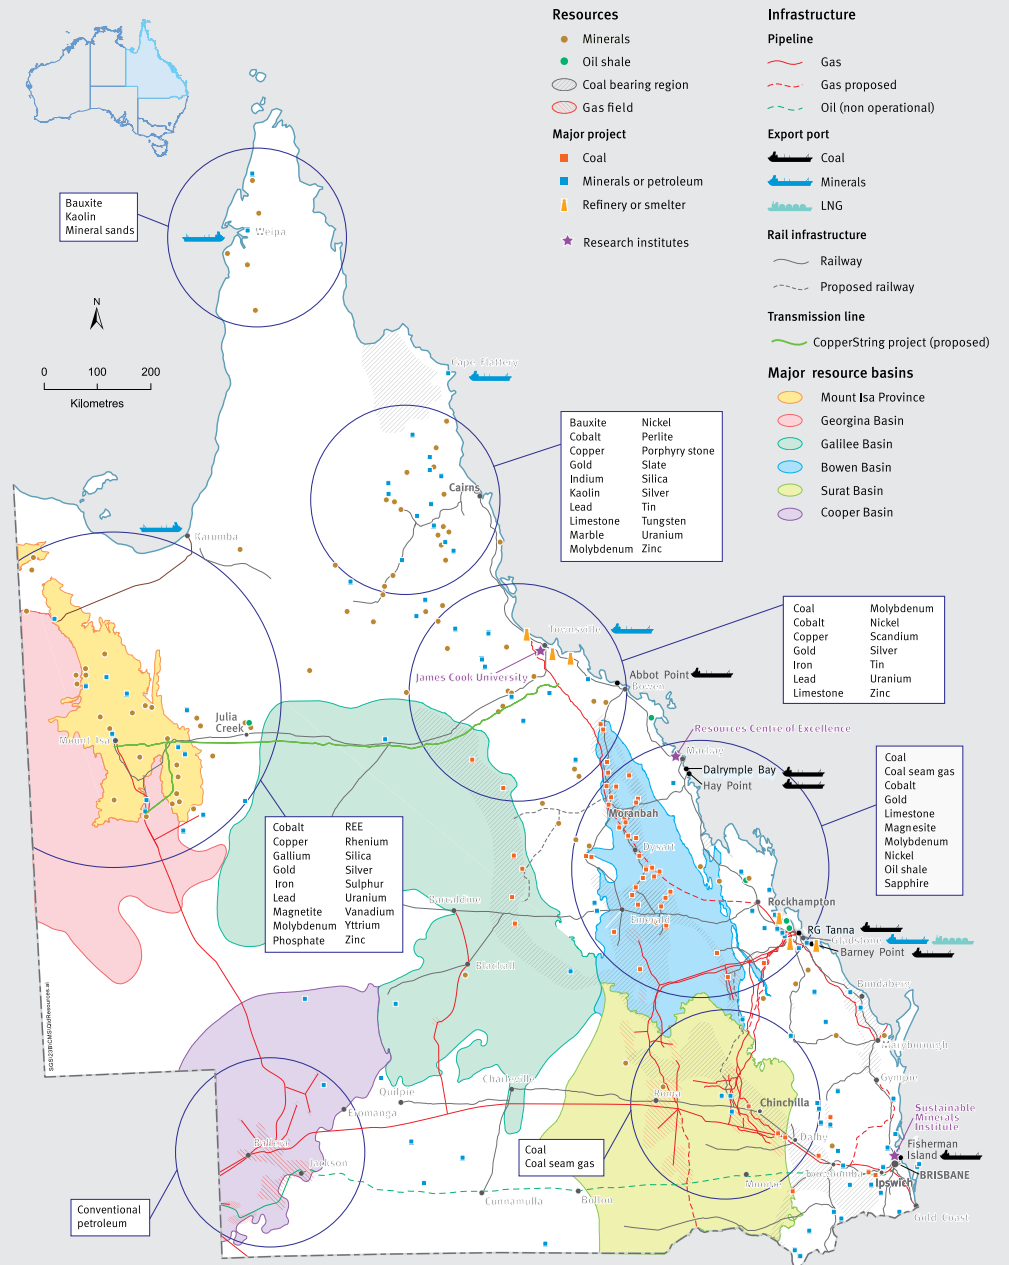 Resources
Minerals
Oil shale
Coal bearing region
Gas field
Major project
Coal
Minerals or petroleum
Refinery or smelter
Research institutes
Infrastructure
Pipeline
Gas
Gas proposed
Oil (non operational)
Export port
Coal
Minerals
LNG
Rail infrastructure
Railway
Proposed railway
Transmission line
CopperString project (proposed)
Major resource basins
Mount Isa Province
Georgina Basin
Galilee Basin
Bowen Basin
Surat Basin
Cooper Basin
Bauxite
Kaolin
Mineral sands
Weipa
N
0 100 200
Kilometres
Cape Flattery
Bauxite Nickel
Cobalt Perlite
Copper Porphyry stone
Gold Slate
Indium Silica
Kaolin Silver
Lead Tin
Limestone Tungsten
Marble Uranium
Molybdenum Zinc
Cairns
Karumba
Coal Molybdenum
Cobalt Nickel
Copper Scandium
Gold Silver
Iron Tin
Lead Uranium
Limestone Zinc
Townsville
James Cook University
Abbot Point
Bowen
Julia
Creek
Mount Isa
Resources Centre of Excellence
Mackay
Dalrymple Bay
Hay Point
Coal
Coal seam gas
Cobalt
Gold
Limestone
Magnesite
Molybdenum
Nickel
Oil shale
Sapphire
Moranbah
Dysart
Cobalt REE
Copper Rhenium
Gallium Silica
Gold Silver
Iron Sulphur
Lead Uranium
Magnetite Vanadium
Molybdenum Yttrium
Phosphate Zinc
Barcaldine
Emerald
Rockhampton
RG Tanna
Gladstone
Barney Point
Blackall
Bundaberg
SGSI23BICMSIQldResources.ai
Maryborough
Gympie
Charleville
Quilpie
Eromanga
Roma
Chinchilla
Sustainable
Minerals
Institute
Dalby
Fisherman
Island
Ballera
Jackson
Coal
Coal seam gas
Toowoomba
BRISBANE
Ipswich
Moonie
Cunnamulla
Bollon
Gold Coast
Conventional
petroleum